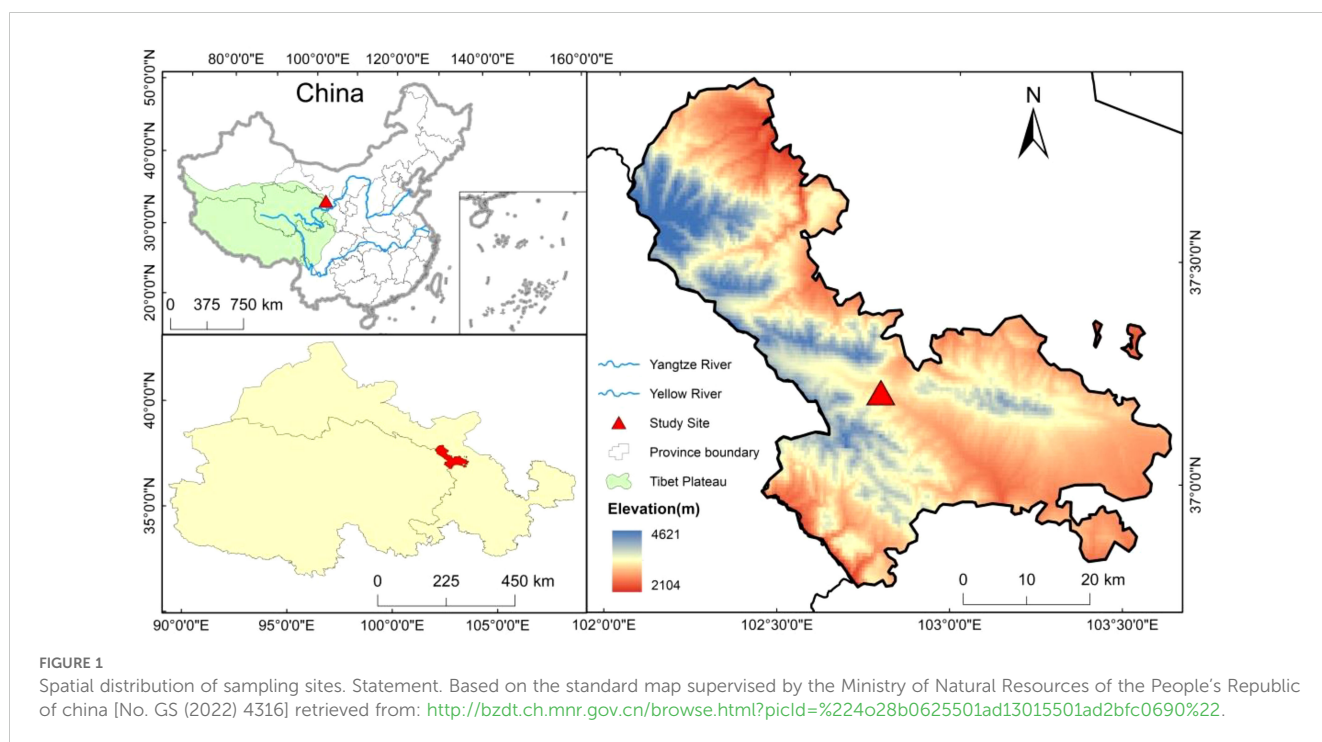 80°0'0"E 100°0'0"E 120°0'0"E 140°0'0"E 160°0'0"E
50°0'0"N
40°0'0"N
30°0'0"N
20°0'0"N
China
0 375 750 km
40°0'0"N
35°0'0"N
0 225 450 km
90°0'0"E 95°0'0"E 100°0'0"E 105°0'0"E
N
Yangtze River
Yellow River
Study Site
Province boundary
Tibet Plateau
Elevation(m)
4621
2104
37°30'0"N
37°0'0"N
0 10 20 km
102°0'0"E 102°30'0"E 103°0'0"E 103°30'0"E
FIGURE 1
Spatial distribution of sampling sites. Statement. Based on the standard map supervised by the Ministry of Natural Resources of the People's Republic
of china [No. GS (2022) 4316] retrieved from: http://bzdt.ch.mnr.gov.cn/browse.html?picId=%224o28b0625501ad13015501ad2bfc0690%22.